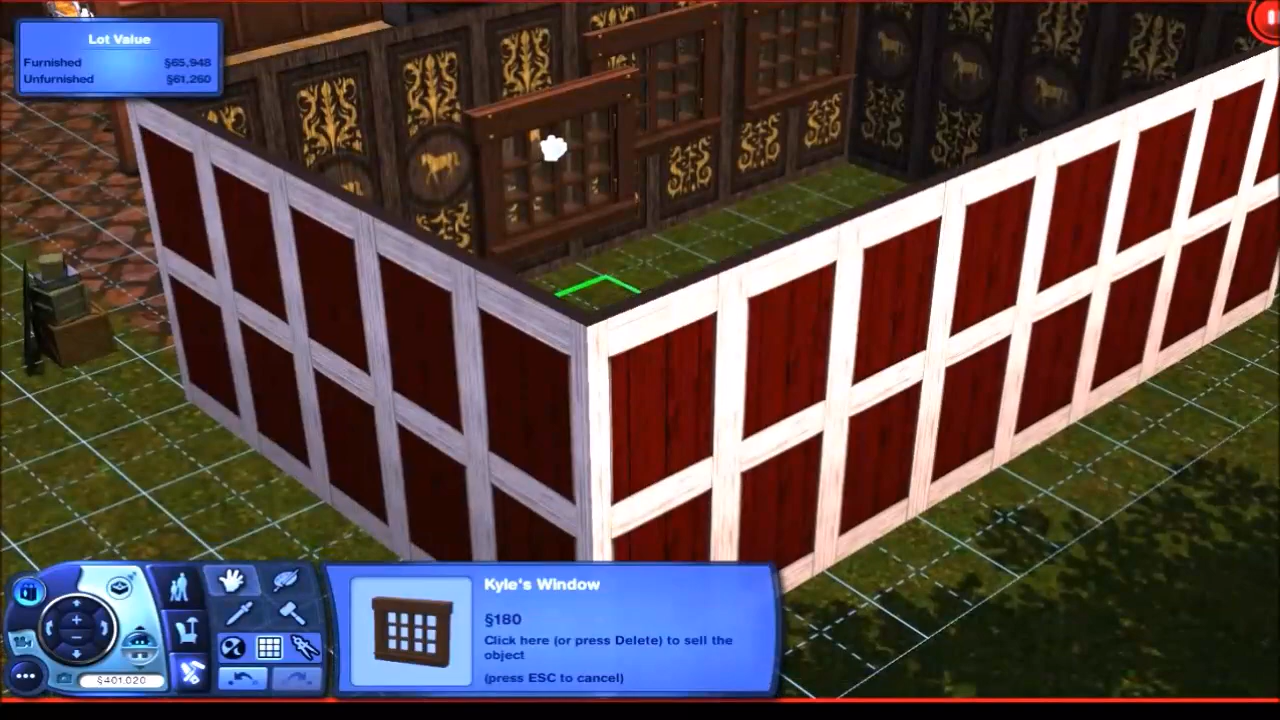 Lot Value
Furnished §65,948
Unfurnished §61,260
Kyle's Window
§180
Click here (or press Delete) to sell the
object
(press ESC to cancel)
§401,020